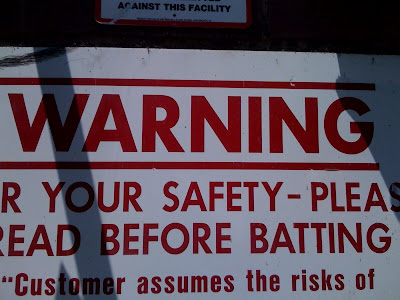 AGAINST THIS FACILITY
WARNING
R YOUR SAFETY-PLEAS
READ BEFORE BATTING
"Customer assumes the risks of